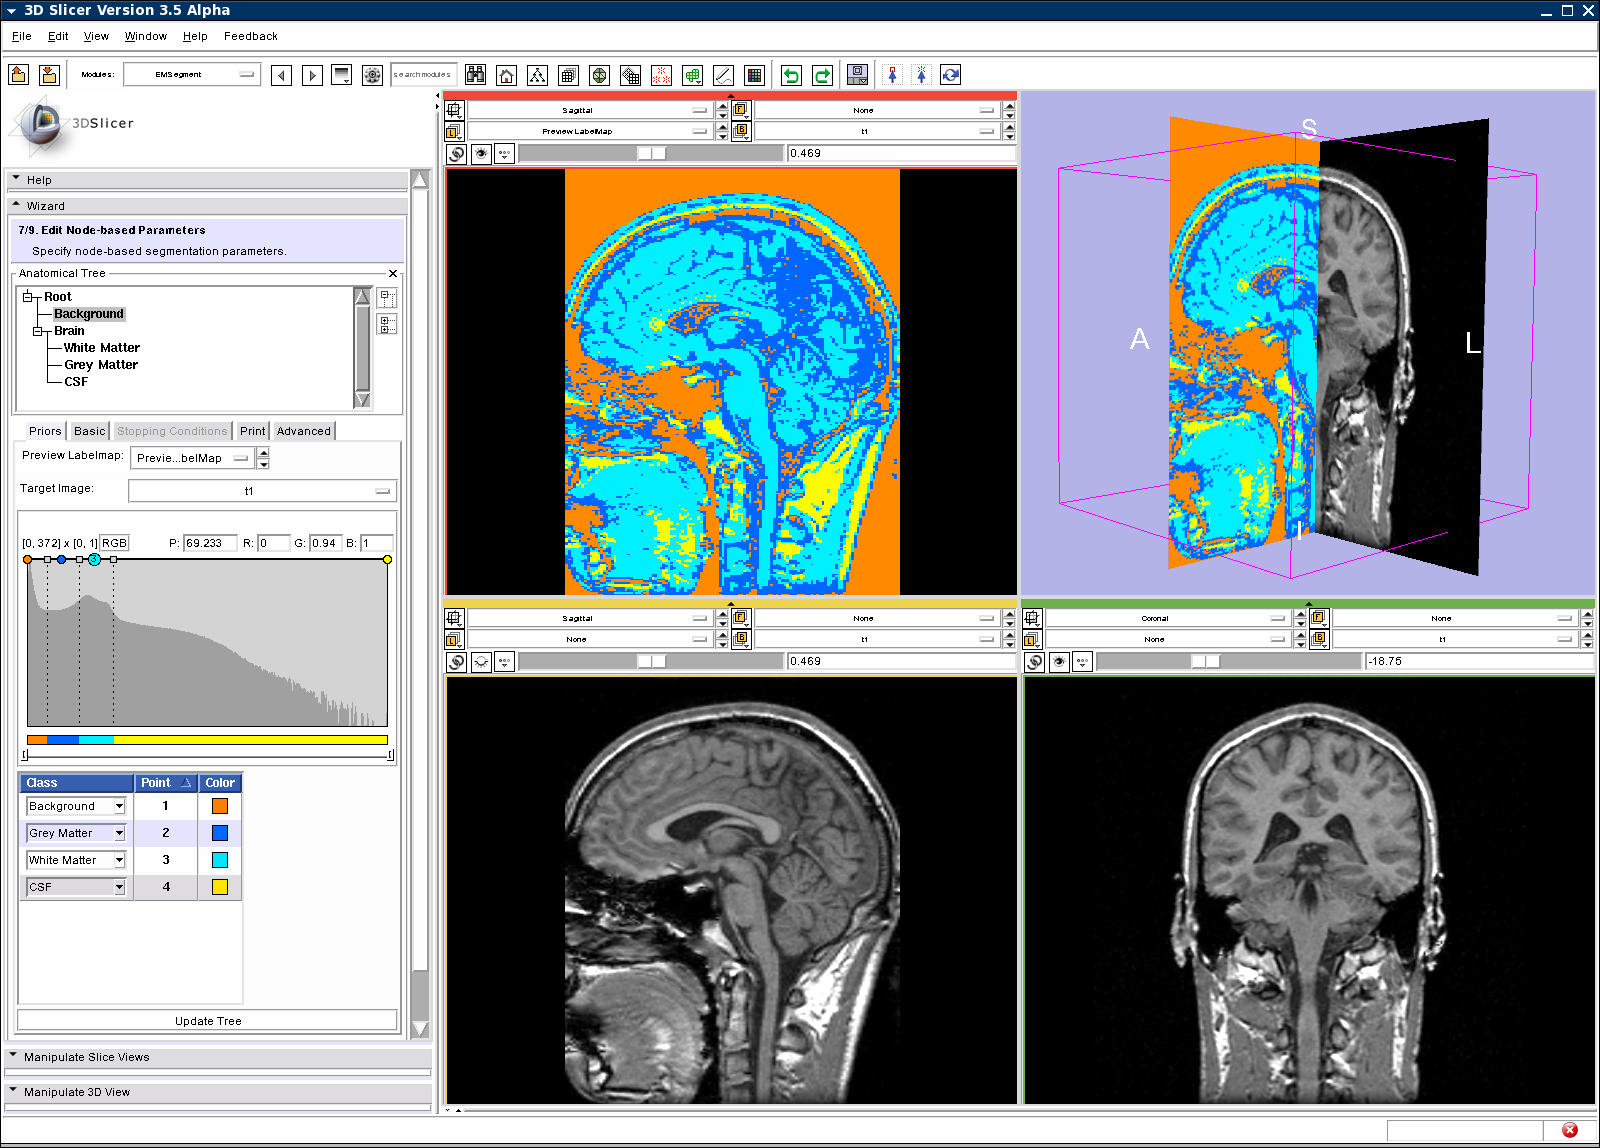 3D Slicer Version 3.5 Alpha
File Edit View Window Help Feedback
Modules: EMSegment search modules
3DSlicer
Help
Wizard
7/9. Edit Node-based Parameters
Specify node-based segmentation parameters.
Anatomical Tree
Root
Background
Brain
White Matter
Grey Matter
CSF
Priors Basic Stopping Conditions Print Advanced
Preview Labelmap: Previe...belMap
Target Image: t1
[0, 372] x [0, 1] RGB P: 69.233 R: 0 G: 0.94 B: 1
3
Class Point Color
Background 1
Grey Matter 2
White Matter 3
CSF 4
Update Tree
Manipulate Slice Views
Manipulate 3D View
Sagittal F None
L Preview LabelMap B t1
0.469
S
A
L
I
Sagittal F None
L None B t1
0.469
Coronal F None
L None B t1
-18.75